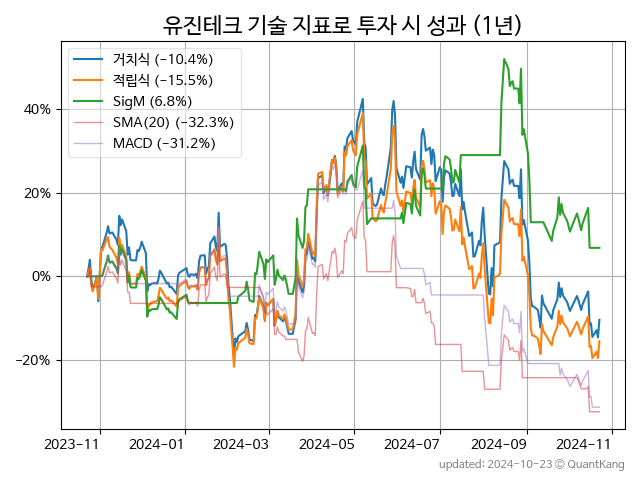 유진테크 기술 지표로 투자 시 성과 (1년)
거치식 (−10.4%)
적립식 (−15.5%)
SigM (6.8%)
SMA(20) (−32.3%)
MACD (−31.2%)
40%
20%
0%
−20%
2023-11 2024-01 2024-03 2024-05 2024-07 2024-09 2024-11
updated: 2024-10-23 © QuantKang